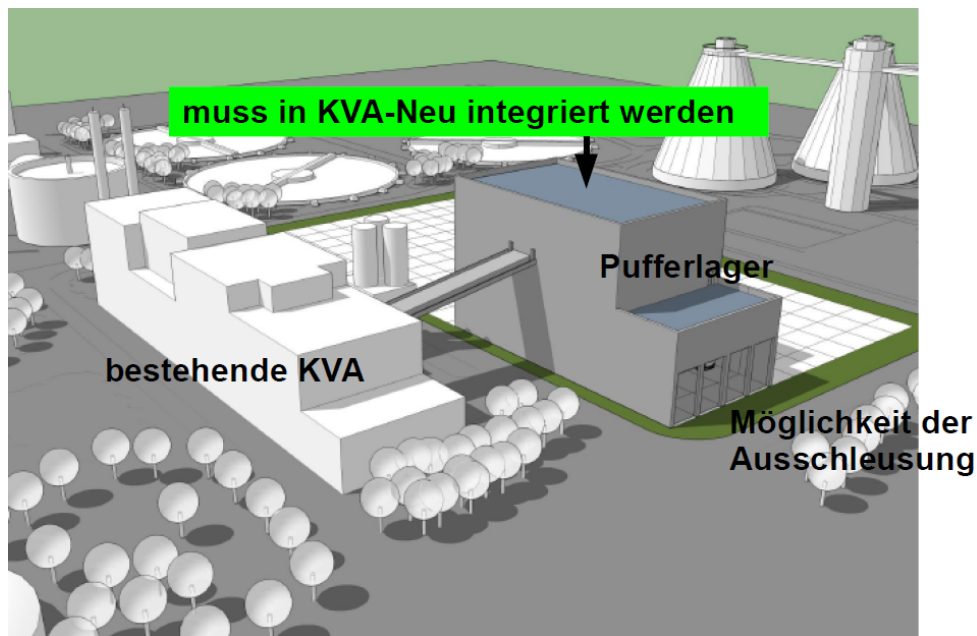 muss in KVA-Neu integriert werden
Pufferlager
bestehende KVA
Möglichkeit der
Ausschleusung